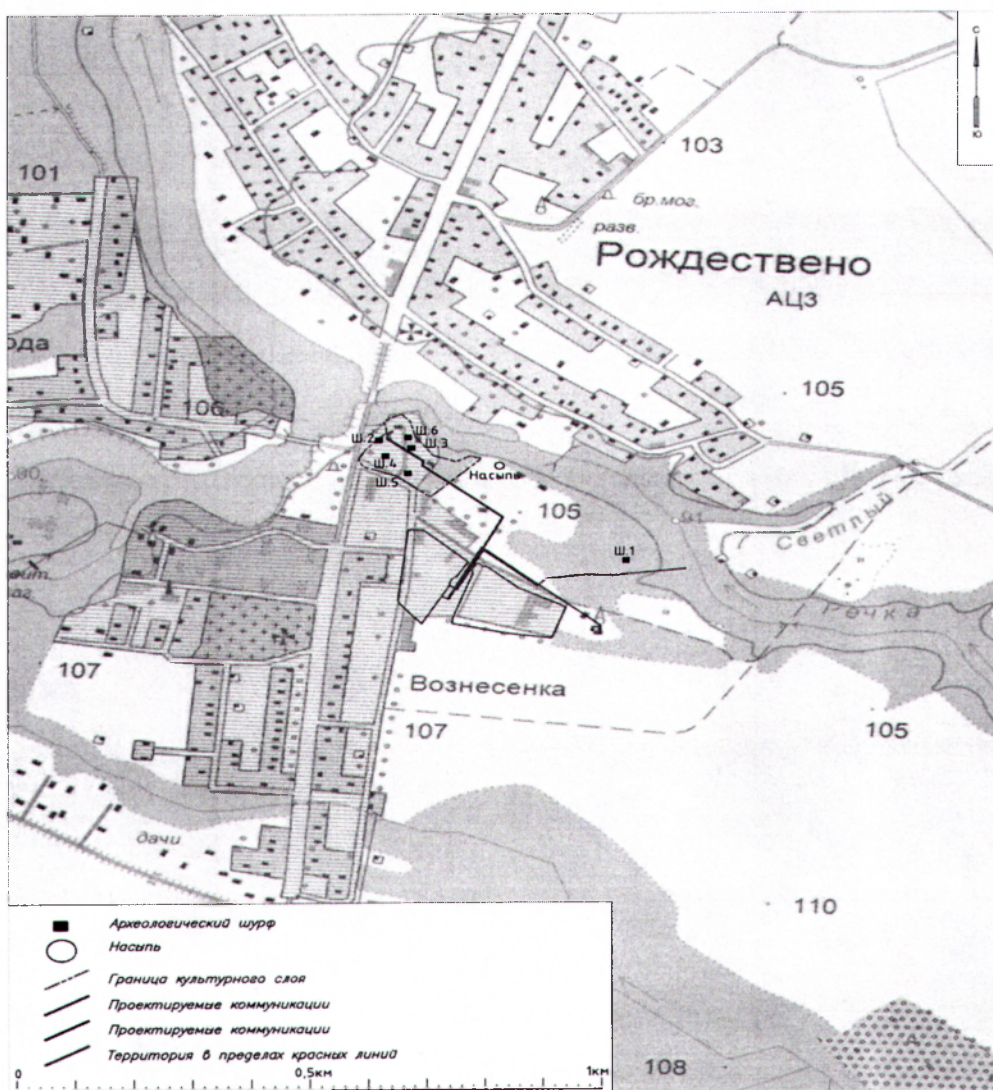 С
Ю
103
101
бр.мог.
разв.
Рождествено
АЦЗ
ода
105
106
Ш.2
Ш.6
Ш.3
Ш.4
Насыпь
Ш.5
105
91
Светлый
Ш.1
Речка
107
Вознесенка
107
105
дачи
110
Археологический шурф
Насыпь
Граница культурного слоя
Проектируемые коммуникации
Проектируемые коммуникации
Территория в пределах красных линий
108
0 0,5км 1км